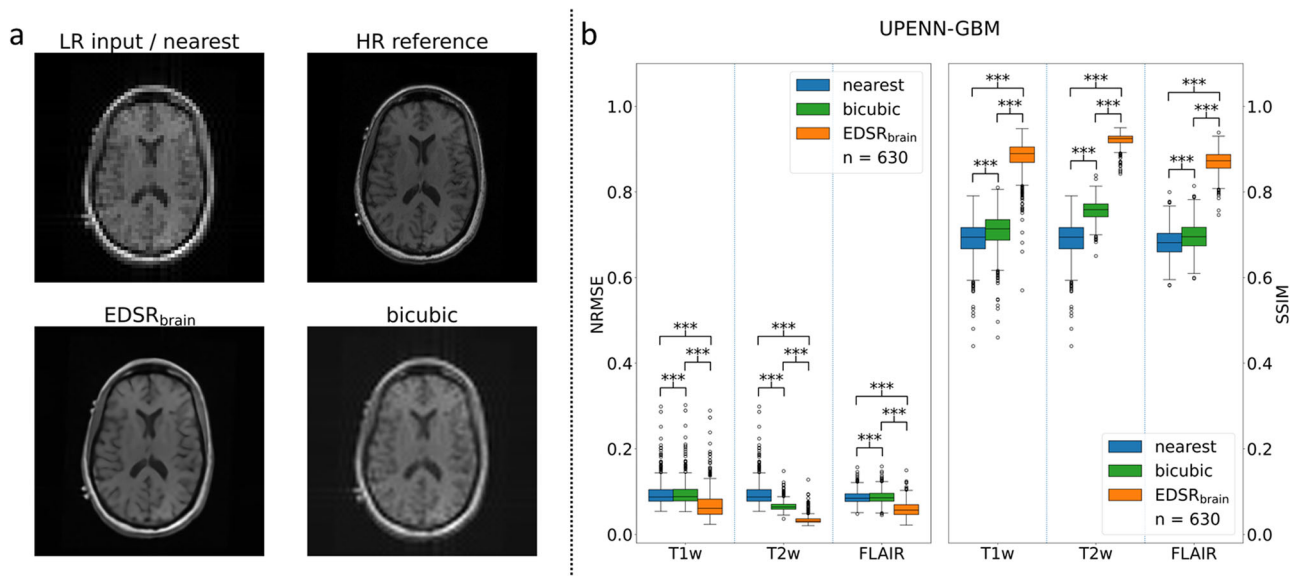 a
LR input / nearest
HR reference
EDSRbrain
bicubic
b
UPENN-GBM
NRMSE
1.0
0.8
0.6
0.4
0.2
0.0
nearest
bicubic
EDSRbrain
n = 630
***
***
***
***
***
***
***
***
***
T1w
T2w
FLAIR
***
***
***
***
***
***
***
***
***
nearest
bicubic
EDSRbrain
n = 630
T1w
T2w
FLAIR
1.0
0.8
0.6
0.4
0.2
0.0
SSIM